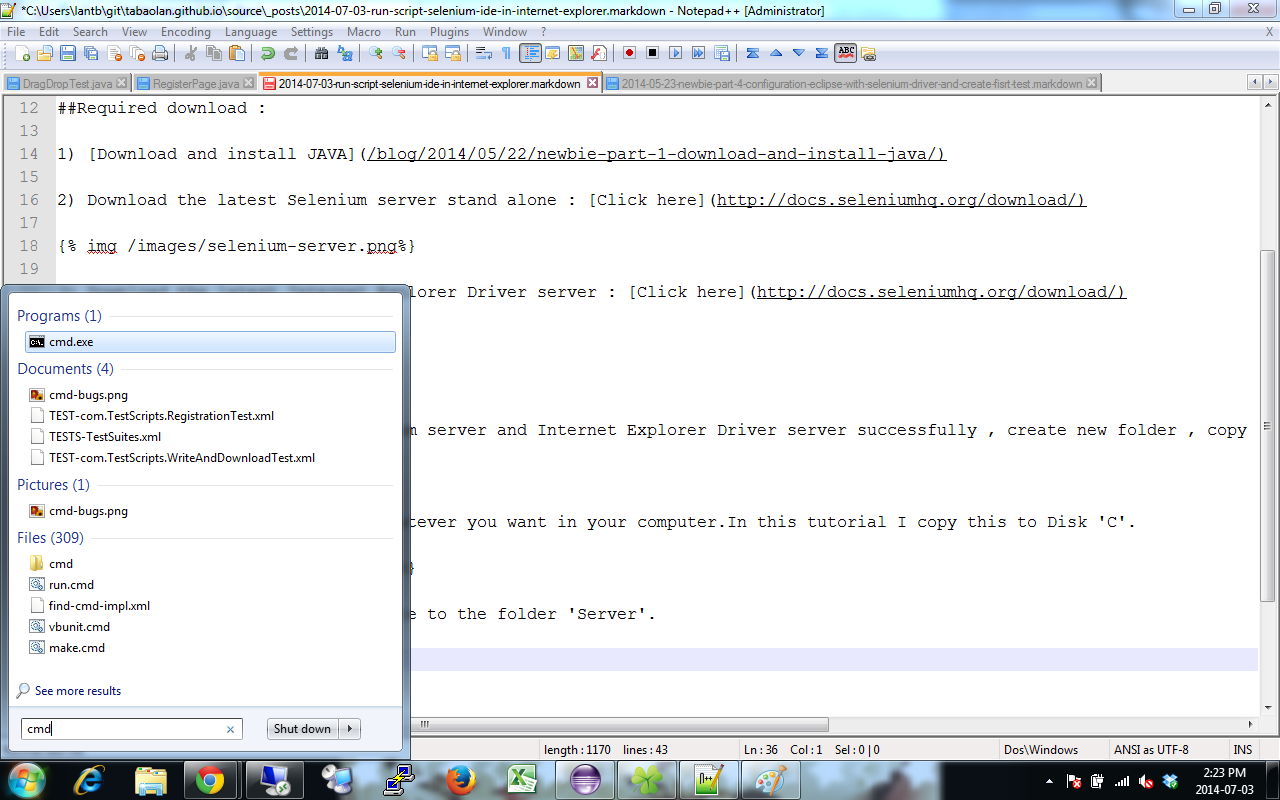 *C:\Users\lantb\git\tabaolan.github.io\source\_posts\2014-07-03-run-script-selenium-ide-in-internet-explorer.markdown - Notepad++ [Administrator]
File Edit Search View Encoding Language Settings Macro Run Plugins Window ? X
DragDropTest.java RegisterPage.java 2014-07-03-run-script-selenium-ide-in-internet-explorer.markdown 2014-05-23-newbie-part-4-configuration-eclipse-with-selenium-driver-and-create-fisrt-test.markdown
12 ##Required download :
13
14 1) [Download and install JAVA](/blog/2014/05/22/newbie-part-1-download-and-install-java/)
15
16 2) Download the latest Selenium server stand alone : [Click here](http://docs.seleniumhq.org/download/)
17
18 {% img /images/selenium-server.png%}
19
lorer Driver server : [Click here](http://docs.seleniumhq.org/download/)
server and Internet Explorer Driver server successfully , create new folder , copy
tever you want in your computer.In this tutorial I copy this to Disk 'C'.
}
e to the folder 'Server'.
Programs (1)
cmd.exe
Documents (4)
cmd-bugs.png
TEST-com.TestScripts.RegistrationTest.xml
TESTS-TestSuites.xml
TEST-com.TestScripts.WriteAndDownloadTest.xml
Pictures (1)
cmd-bugs.png
Files (309)
cmd
run.cmd
find-cmd-impl.xml
vbunit.cmd
make.cmd
See more results
cmd
Shut down
length : 1170 lines : 43 Ln : 36 Col : 1 Sel : 0 | 0 Dos\Windows ANSI as UTF-8 INS
2:23 PM
2014-07-03